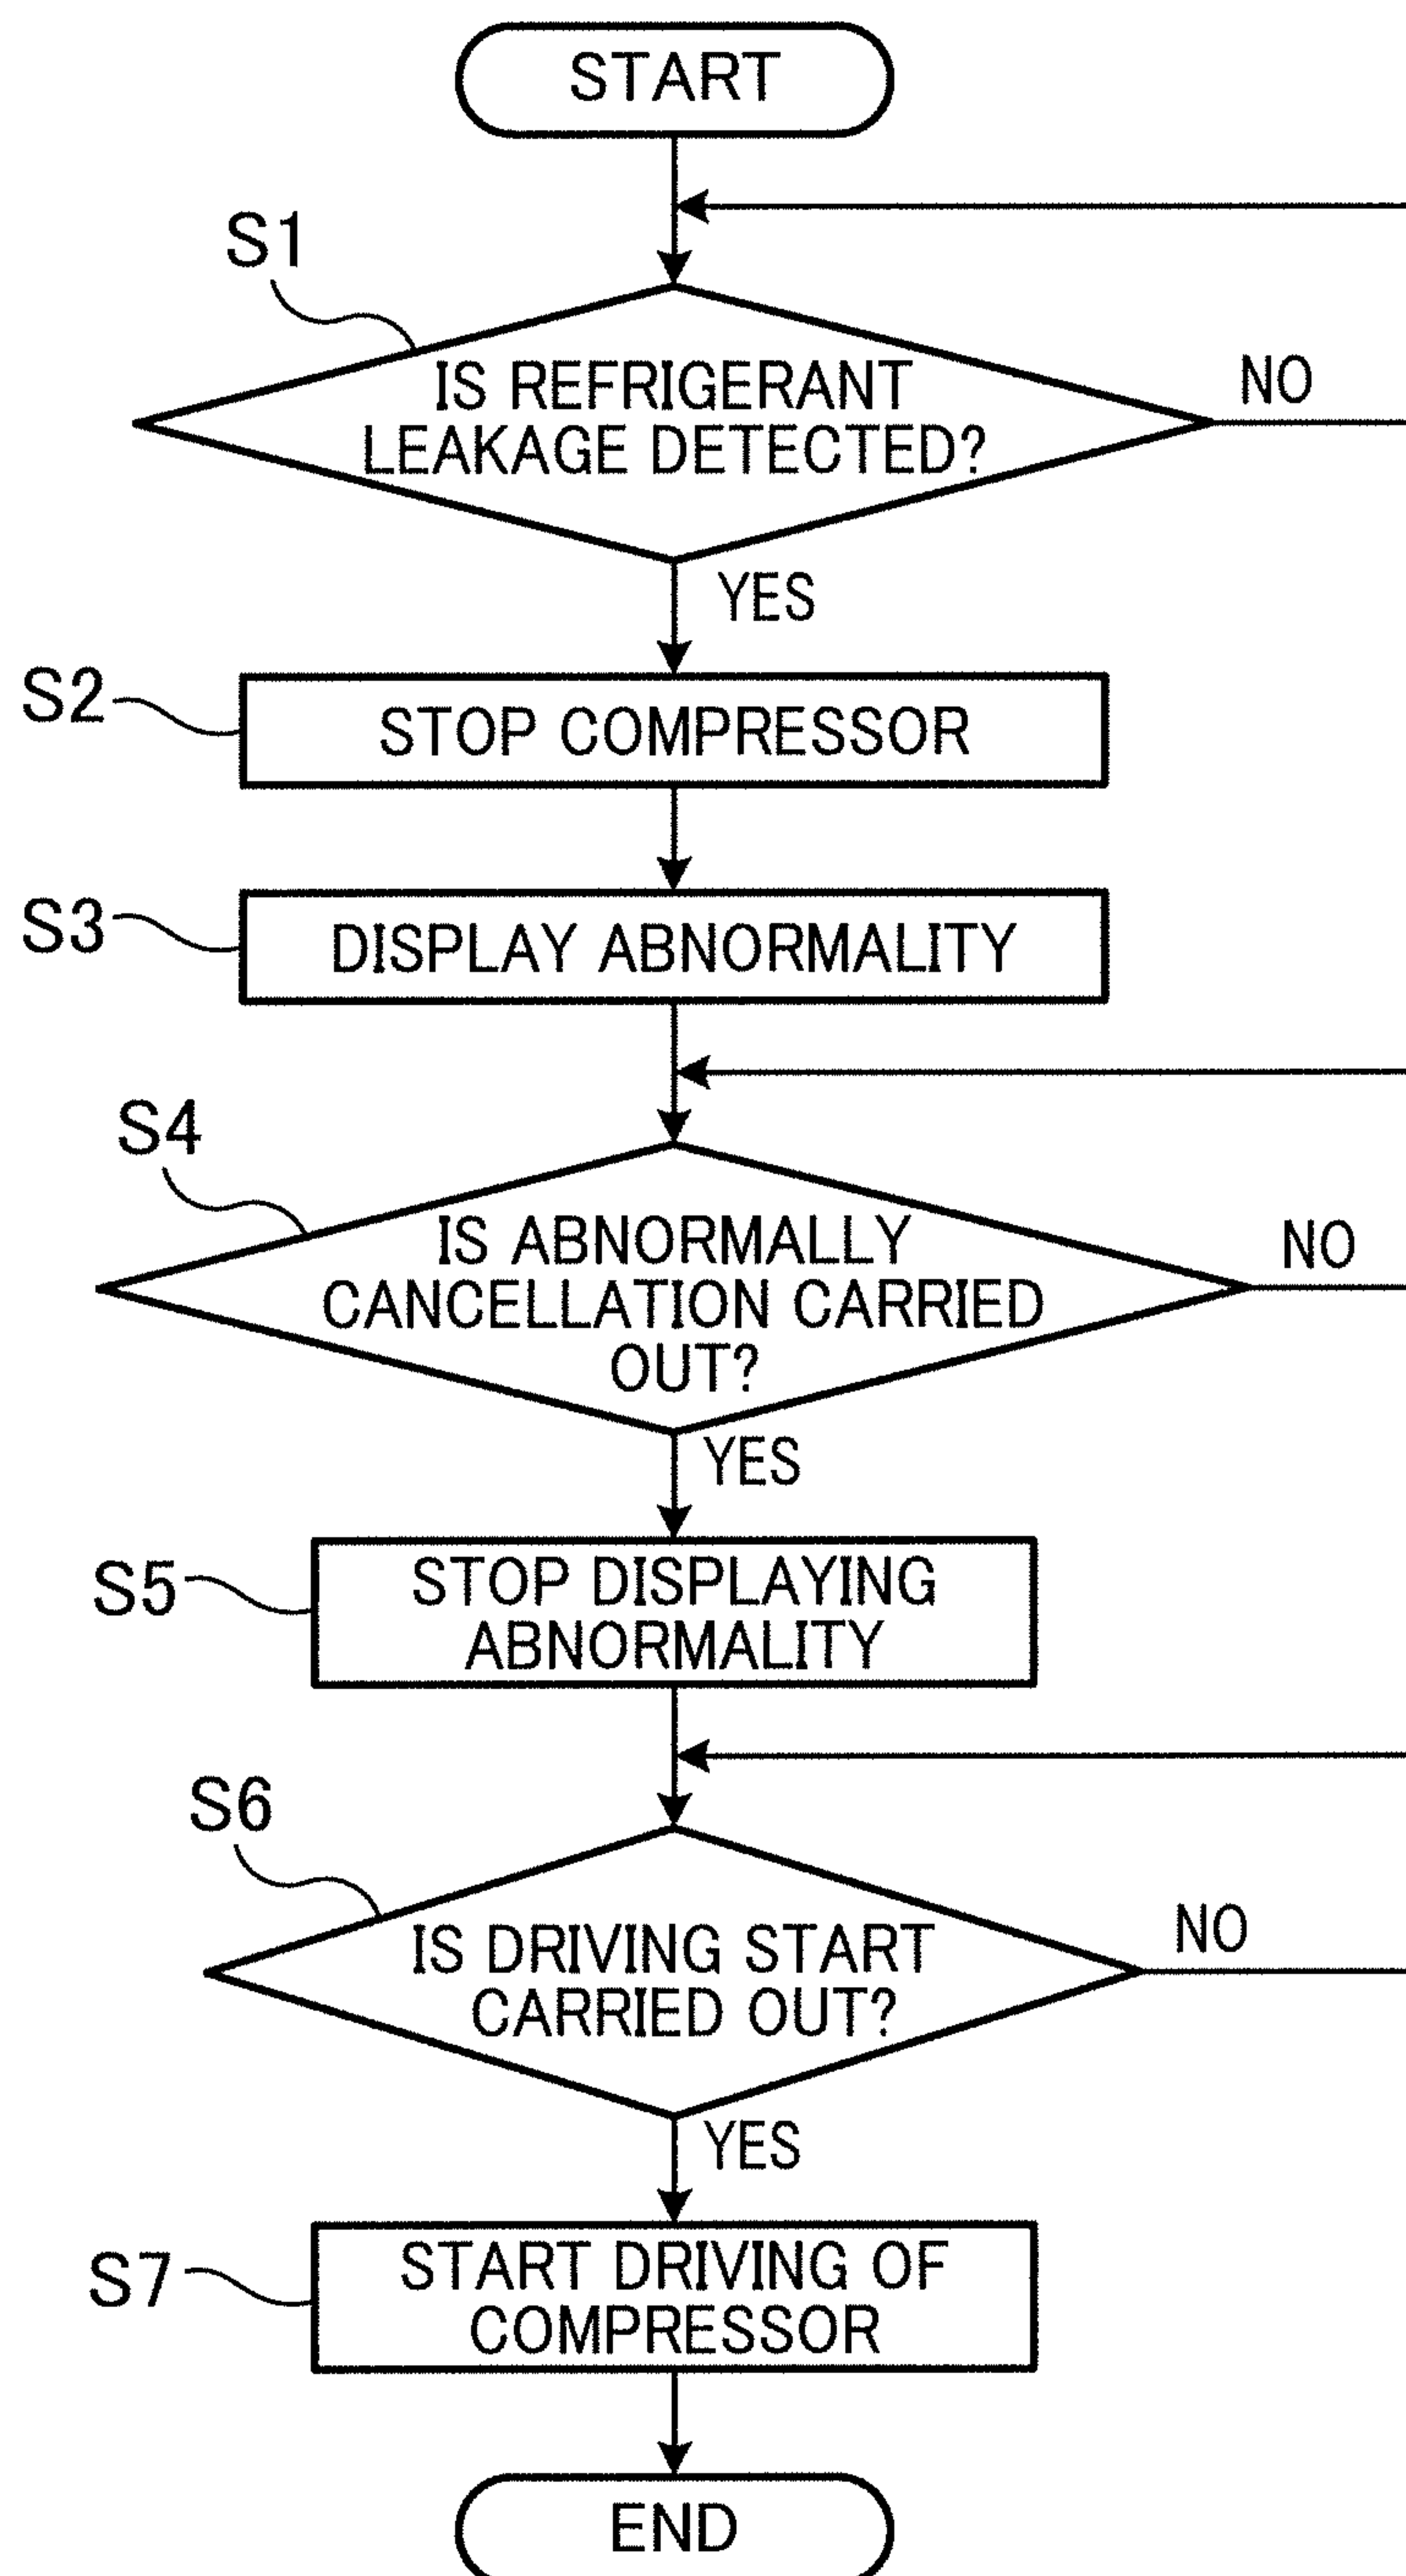 START
S1
IS REFRIGERANT
LEAKAGE DETECTED?
NO
YES
S2
STOP COMPRESSOR
S3
DISPLAY ABNORMALITY
S4
IS ABNORMALLY
CANCELLATION CARRIED
OUT?
NO
YES
S5
STOP DISPLAYING
ABNORMALITY
S6
IS DRIVING START
CARRIED OUT?
NO
YES
S7
START DRIVING OF
COMPRESSOR
END